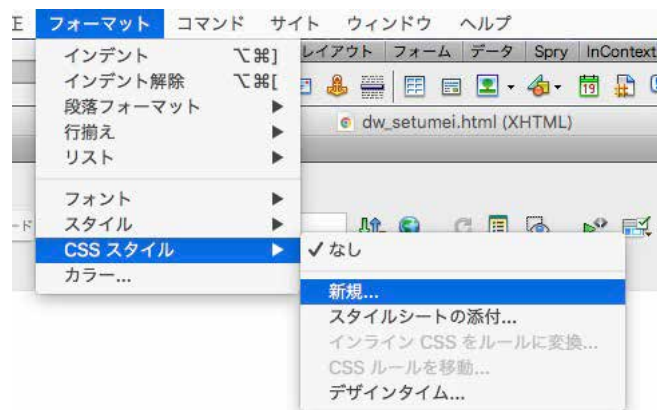 フォーマット コマンド サイト ウィンドウ ヘルプ
インデント ⌥⌘]
レイアウト フォーム データ Spry InContext
インデント解除 ⌥⌘[
段落フォーマット ▶
19
行揃え ▶
dw_setumei.html (XHTML)
リスト ▶
フォント ▶
スタイル ▶
CSS スタイル ▶
✓ なし
カラー...
新規...
スタイルシートの添付...
インライン CSS をルールに変換...
CSS ルールを移動...
デザインタイム...